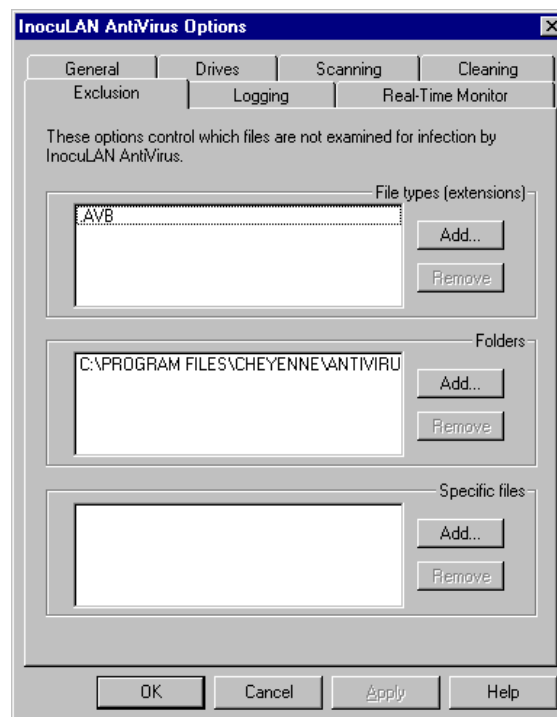 InocuLAN AntiVirus Options
General Drives Scanning Cleaning
Exclusion Logging Real-Time Monitor
These options control which files are not examined for infection by
InocuLAN AntiVirus.
File types (extensions)
.AVB
Add...
Remove
Folders
C:\PROGRAM FILES\CHEYENNE\ANTIVIRU
Add...
Remove
Specific files
Add...
Remove
OK Cancel Apply Help